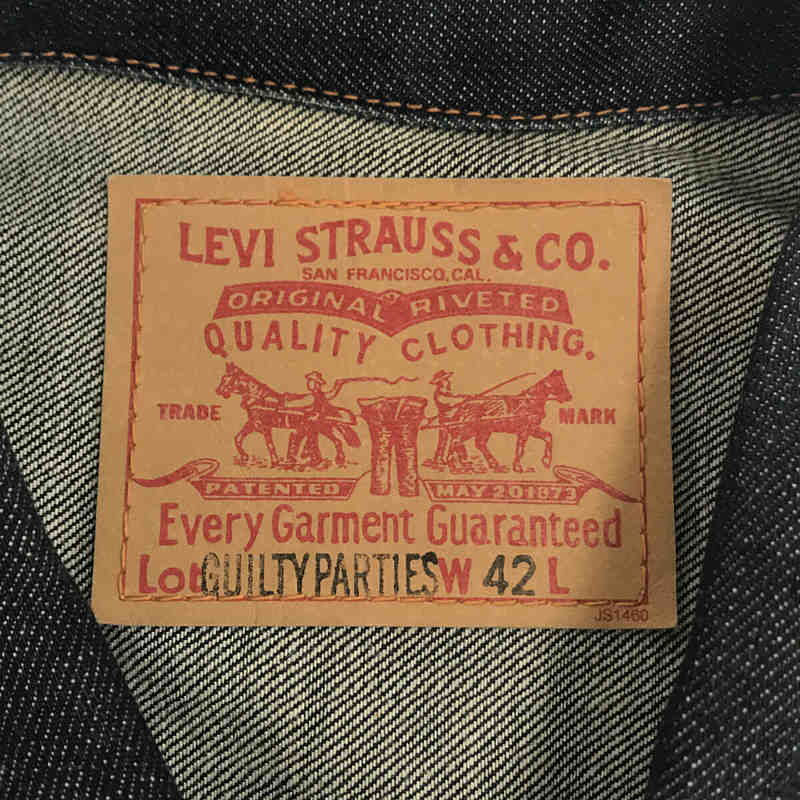 LEVI STRAUSS & CO.
SAN FRANCISCO, CAL.
ORIGINAL RIVETED
QUALITY CLOTHING.
TRADE MARK
PATENTED MAY 20 1873
Every Garment Guaranteed
Lot GUILTY PARTIES W 42 L
JS1460